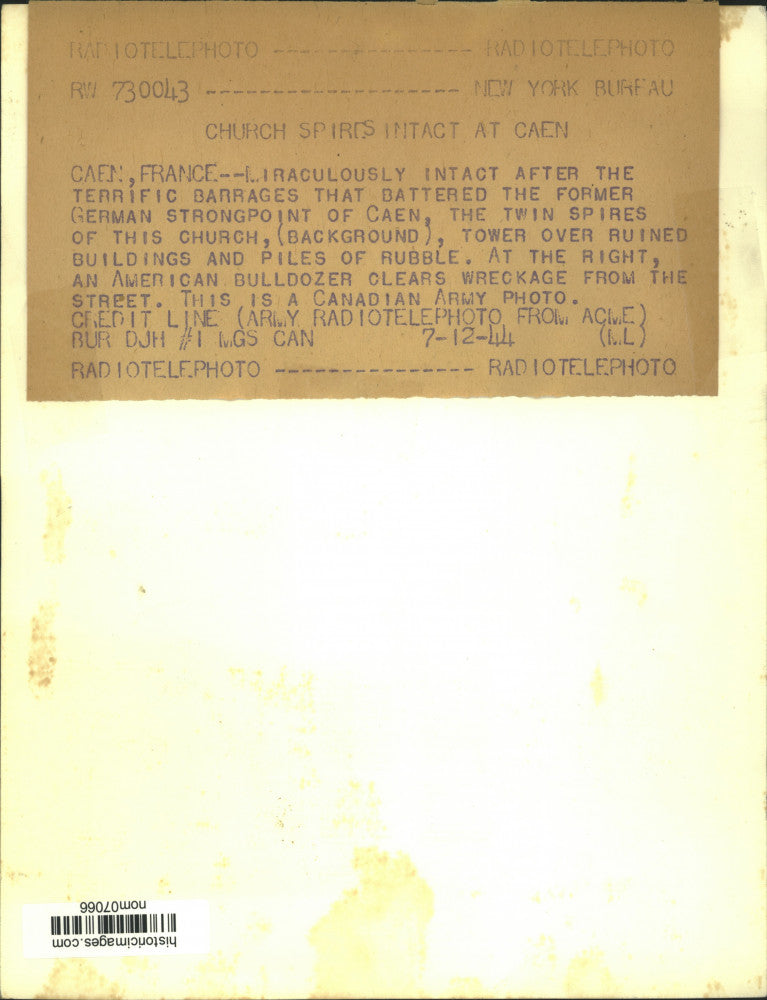 RADIOTELEPHOTO ---------------- RADIOTELEPHOTO
RW 730043 -------------------- NEW YORK BUREAU
CHURCH SPIRES INTACT AT CAEN
CAEN, FRANCE--MIRACULOUSLY INTACT AFTER THE
TERRIFIC BARRAGES THAT BATTERED THE FORMER
GERMAN STRONGPOINT OF CAEN, THE TWIN SPIRES
OF THIS CHURCH, (BACKGROUND), TOWER OVER RUINED
BUILDINGS AND PILES OF RUBBLE. AT THE RIGHT,
AN AMERICAN BULLDOZER CLEARS WRECKAGE FROM THE
STREET. THIS IS A CANADIAN ARMY PHOTO.
CREDIT LINE (ARMY RADIOTELEPHOTO FROM ACME)
BUR DJH #1 MGS CAN 7-12-44 (ML)
RADIOTELEPHOTO ---------------- RADIOTELEPHOTO
historicimages.com
nom07066